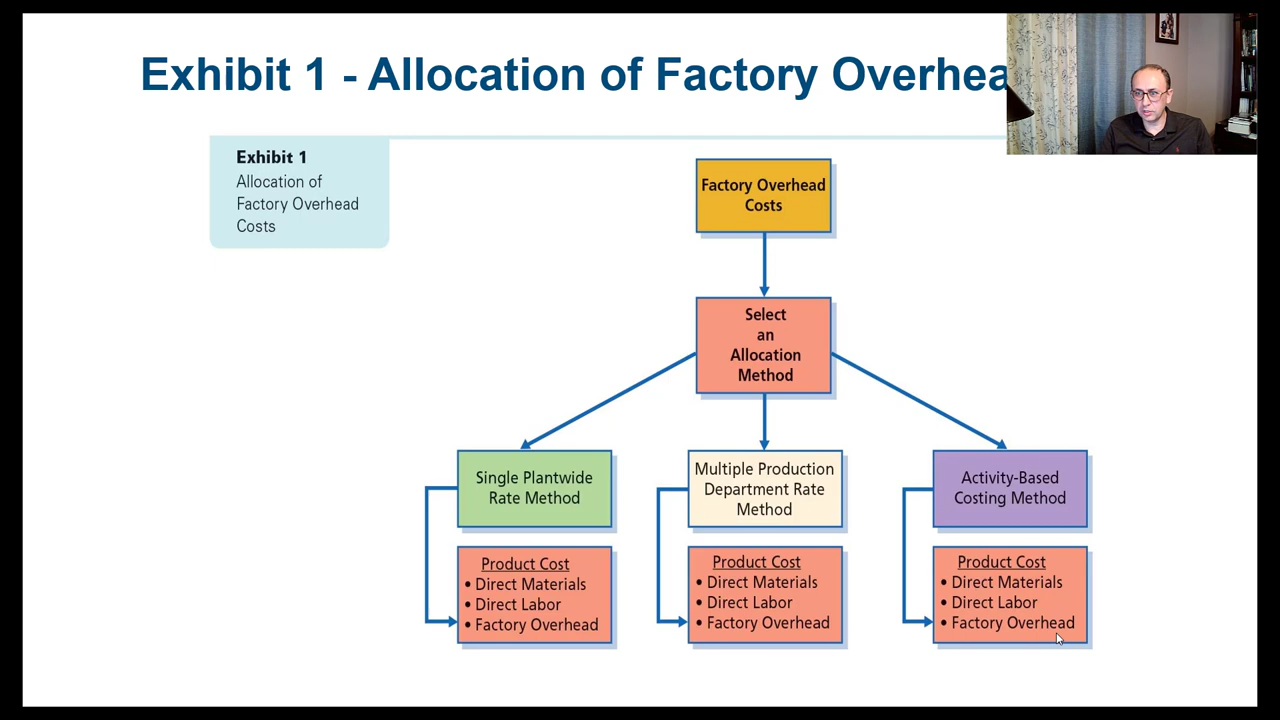 Exhibit 1 - Allocation of Factory Overhea
Exhibit 1
Allocation of
Factory Overhead
Costs
Factory Overhead
Costs
Select
an
Allocation
Method
Single Plantwide
Rate Method
Multiple Production
Department Rate
Method
Activity-Based
Costing Method
Product Cost
• Direct Materials
• Direct Labor
• Factory Overhead
Product Cost
• Direct Materials
• Direct Labor
• Factory Overhead
Product Cost
• Direct Materials
• Direct Labor
• Factory Overhead